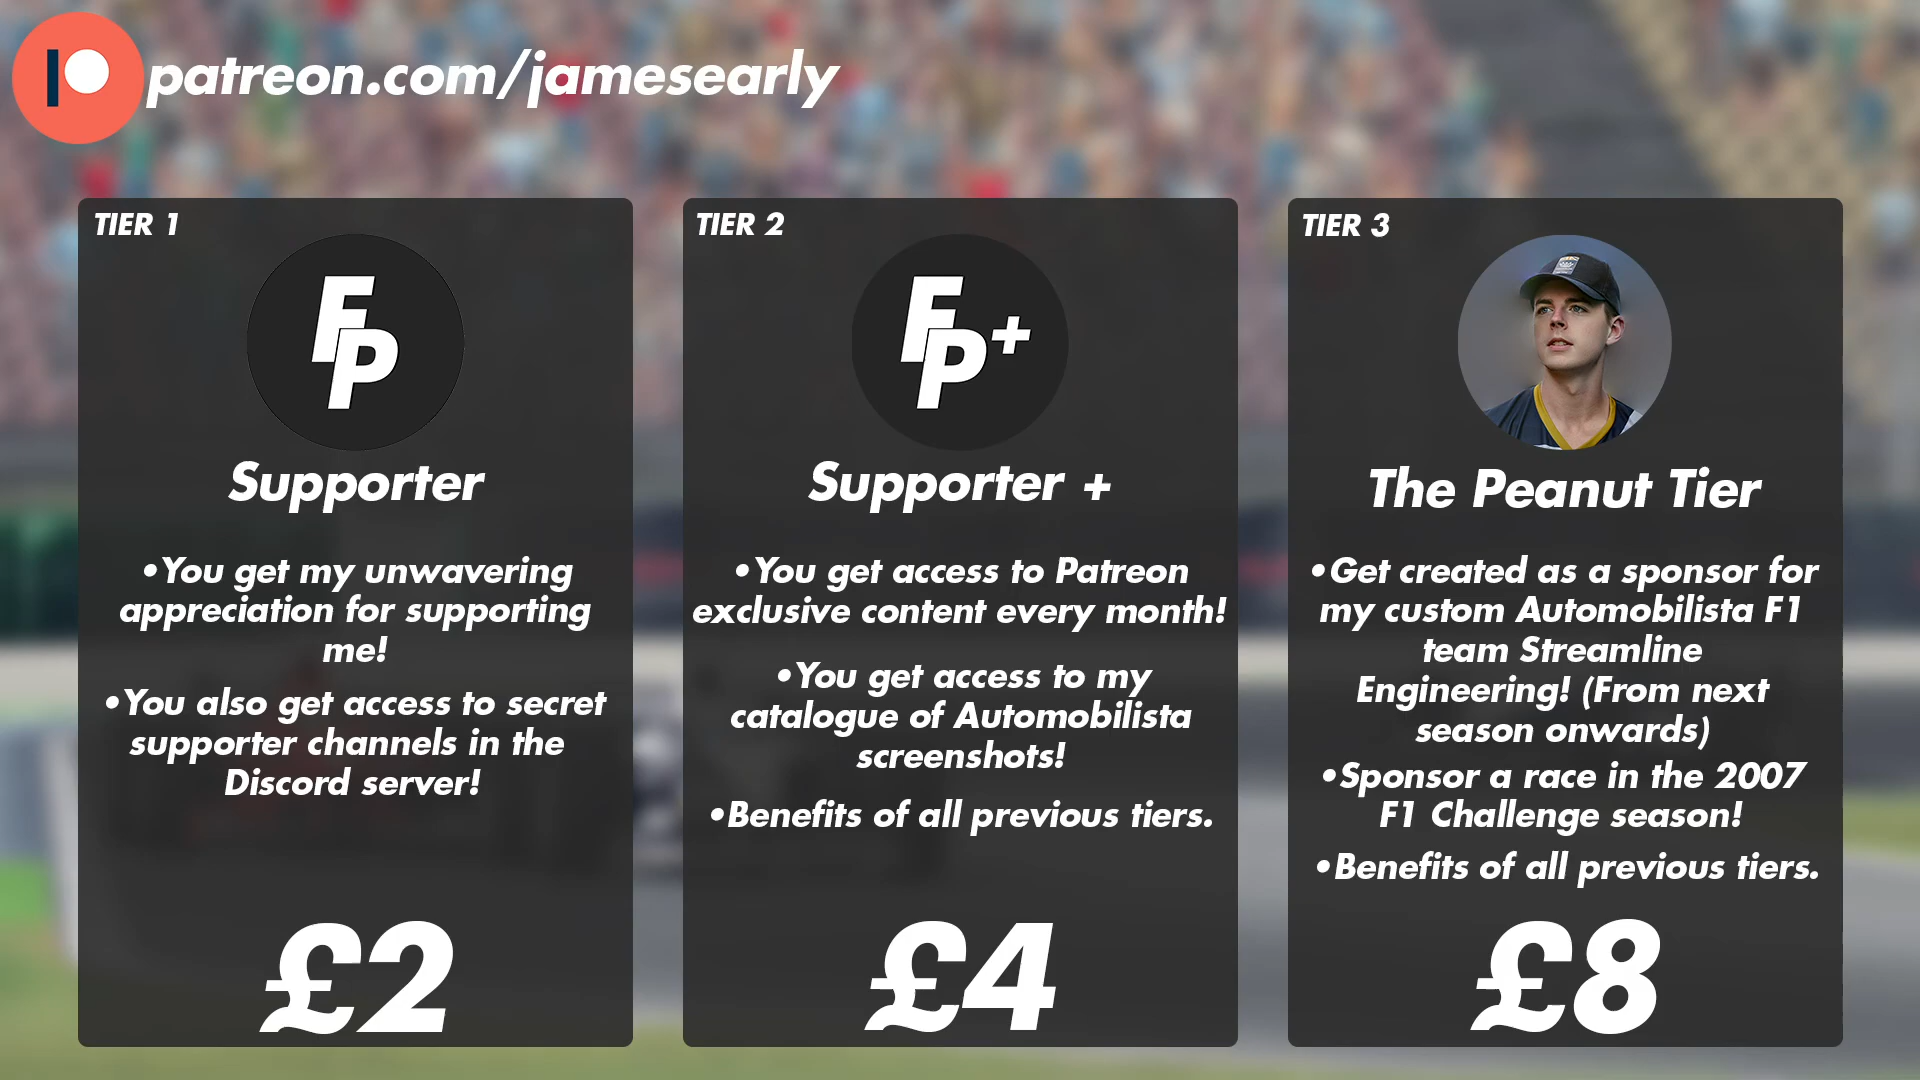 patreon.com/jamesearly
TIER 1
FP
Supporter
•You get my unwavering
appreciation for supporting
me!
•You also get access to secret
supporter channels in the
Discord server!
£2
TIER 2
FP+
Supporter +
•You get access to Patreon
exclusive content every month!
•You get access to my
catalogue of Automobilista
screenshots!
•Benefits of all previous tiers.
£4
TIER 3
The Peanut Tier
•Get created as a sponsor for
my custom Automobilista F1
team Streamline
Engineering! (From next
season onwards)
•Sponsor a race in the 2007
F1 Challenge season!
•Benefits of all previous tiers.
£8